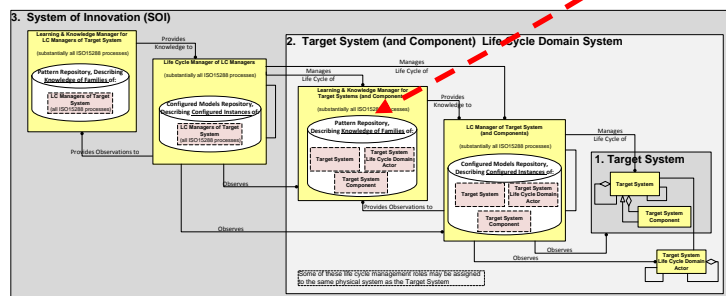 3. System of Innovation (SOI)
Learning & Knowledge Manager for
LC Managers of Target System
(substantially all ISO15288 processes)
Pattern Repository, Describing
Knowledge of Families of:
LC Managers of Target
System
(all ISO15288 processes)
Provides
Knowledge to
Provides Observations to
Life Cycle Manager of LC Managers
(substantially all ISO15288 processes)
Configured Models Repository,
Describing Configured Instances of:
LC Managers of Target
System
(all ISO15288 processes)
Observes
Observes
2. Target System (and Component) Life Cycle Domain System
Manages
Life Cycle of
Manages
Life Cycle of
Learning & Knowledge Manager for
Target Systems (and Components)
(substantially all ISO15288 processes)
Pattern Repository,
Describing Knowledge of Families of:
Target System
Target System
Life Cycle Domain
Actor
Target System
Component
Provides
Knowledge to
Provides Observations to
LC Manager of Target System
(and Components)
(substantially all ISO15288 processes)
Configured Models Repository,
Describing Configured Instances of:
Target System
Target System
Life Cycle Domain
Actor
Target System
Component
Manages
Life Cycle of
Observes
Observes
1. Target System
Target System
Target System
Component
Target System
Life Cycle Domain
Actor
Some of these life cycle management roles may be assigned
to the same physical system as the Target System